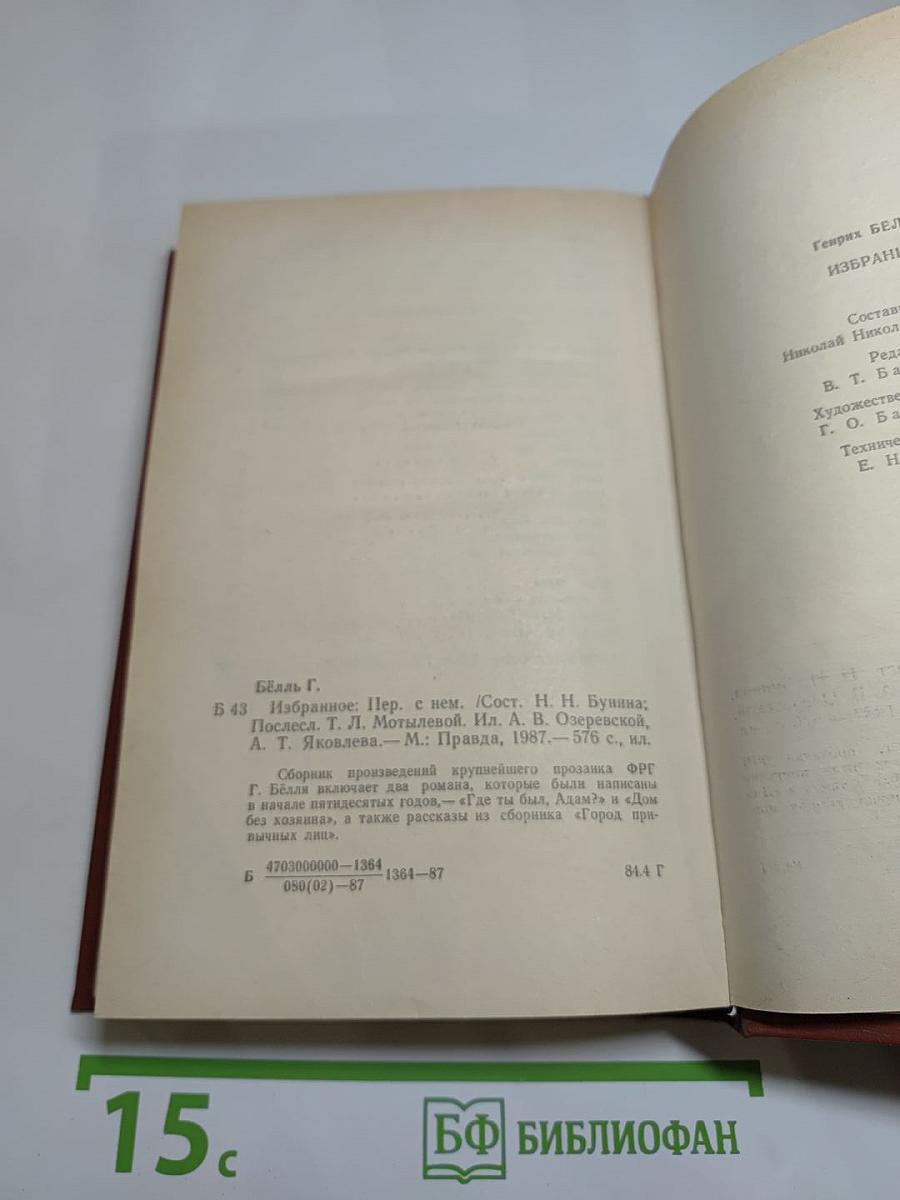 Бёлль Г.
Б 43 Избранное: Пер. с нем. /Сост. Н. Н. Бунина;
Послесл. Т. Л. Мотылевой. Ил. А. В. Озеревской,
А. Т. Яковлева.— М.: Правда, 1987.— 576 с., ил.
Сборник произведений крупнейшего прозаика ФРГ
Г. Бёлля включает два романа, которые были написаны
в начале пятидесятых годов,— «Где ты был, Адам?» и «Дом
без хозяина», а также рассказы из сборника «Город при-
вычных лиц».
Б 4703000000—1364 1364—87 84.4 Г
080(02)—87
Генрих БЕЛ
ИЗБРАН
Состав
Николай Никол
Реда
В. Т. Ба
Художестве
Г. О. Ба
Техниче
Е. Н
15 с
БФ БИБЛИОФАН